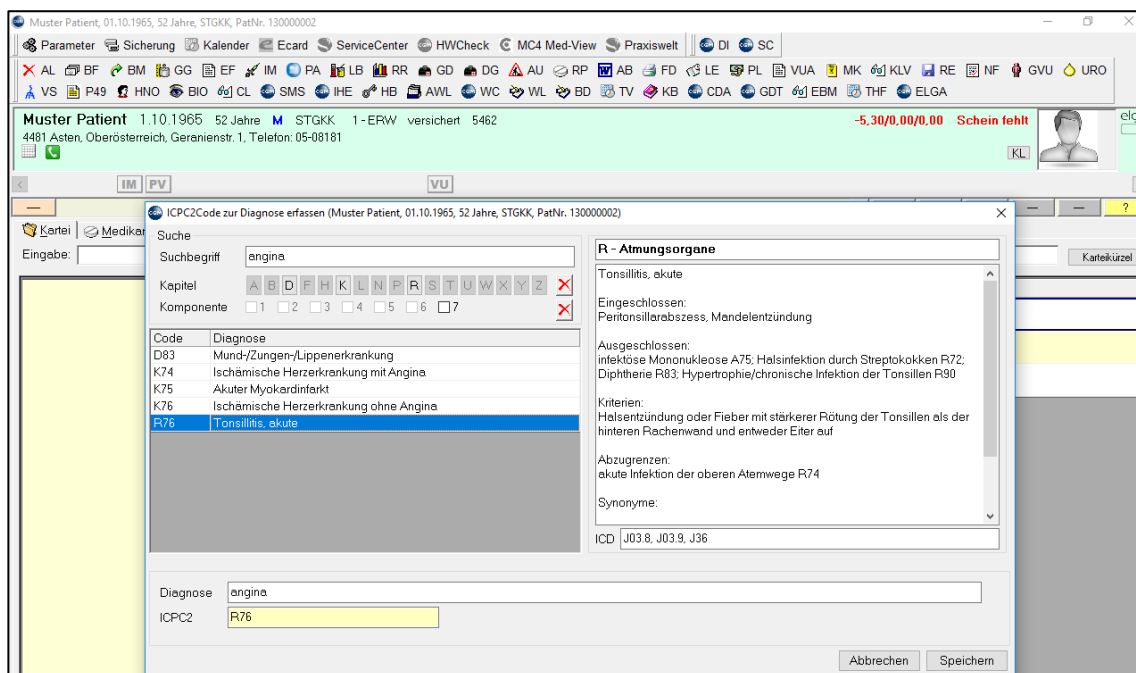 Muster Patient, 01.10.1965, 52 Jahre, STGKK, PatNr. 130000002
Parameter Sicherung Kalender Ecard ServiceCenter HWCheck MC4 Med-View Praxiswelt DI SC
AL BF BM GG EF IM PA LB RR GD DG AU RP AB FD LE PL VUA MK KLV RE NF GVU URO
VS P49 HNO BIO CL SMS IHE HB AWL WC WL BD TV KB CDA GDT EBM THF ELGA
Muster Patient 1.10.1965 52 Jahre M STGKK 1-ERW versichert 5462 -5,30/0,00/0,00 Schein fehlt elg
4481 Asten, Oberösterreich, Geranienstr. 1, Telefon: 05-08181
KL
< IM PV VU
?
ICPC2Code zur Diagnose erfassen (Muster Patient, 01.10.1965, 52 Jahre, STGKK, PatNr. 130000002)
Kartei Medikar
Eingabe:
Karteikürzel
Suche
Suchbegriff angina
Kapitel A B D F H K L N P R S T U W X Y Z
Komponente 1 2 3 4 5 6 7
Code Diagnose
D83 Mund-/Zungen-/Lippenerkrankung
K74 Ischämische Herzerkrankung mit Angina
K75 Akuter Myokardinfarkt
K76 Ischämische Herzerkrankung ohne Angina
R76 Tonsillitis, akute
R - Atmungsorgane
Tonsillitis, akute
Eingeschlossen:
Peritonsillarabszess, Mandelentzündung
Ausgeschlossen:
infektöse Mononukleose A75; Halsinfektion durch Streptokokken R72;
Diphtherie R83; Hypertrophie/chronische Infektion der Tonsillen R90
Kriterien:
Halsentzündung oder Fieber mit stärkerer Rötung der Tonsillen als der
hinteren Rachenwand und entweder Eiter auf
Abzugrenzen:
akute Infektion der oberen Atemwege R74
Synonyme:
ICD J03.8, J03.9, J36
Diagnose angina
ICPC2 R76
Abbrechen Speichern